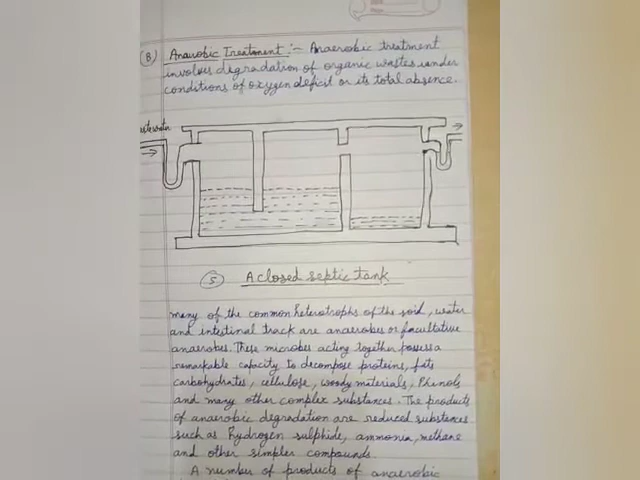 (B) Anaerobic Treatment :- Anaerobic treatment
involves degradation of organic wastes under
conditions of oxygen deficit or its total absence.
wastewater
5 A closed septic tank
many of the common heterotrophs of the soil, water
and intestinal track are anaerobes or facultative
anaerobes. These microbes acting together possess a
remarkable capacity to decompose proteins, fats
carbohydrates, cellulose, woody materials, Phenols
and many other complex substances. The products
of anaerobic degradation are reduced substances
such as hydrogen sulphide, ammonia, methane
and other simpler compounds.
A number of products of anaerobic